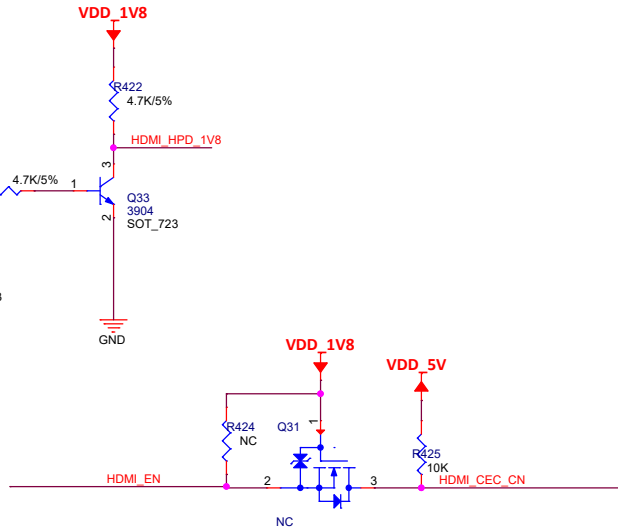 VDD_1V8
R422
4.7K/5%
HDMI_HPD_1V8
3
4.7K/5%
1
Q33
3904
SOT_723
2
GND
VDD_1V8
VDD_5V
R424
NC
Q31
1
R425
10K
HDMI_EN
2
3
HDMI_CEC_CN
NC